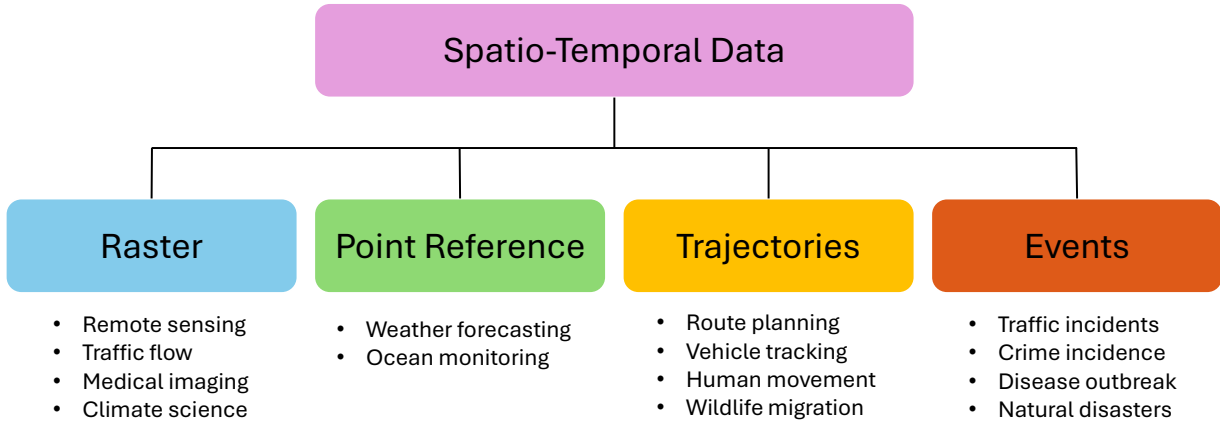 Spatio-Temporal Data
Raster
Point Reference
Trajectories
Events
• Remote sensing
• Traffic flow
• Medical imaging
• Climate science
• Weather forecasting
• Ocean monitoring
• Route planning
• Vehicle tracking
• Human movement
• Wildlife migration
• Traffic incidents
• Crime incidence
• Disease outbreak
• Natural disasters